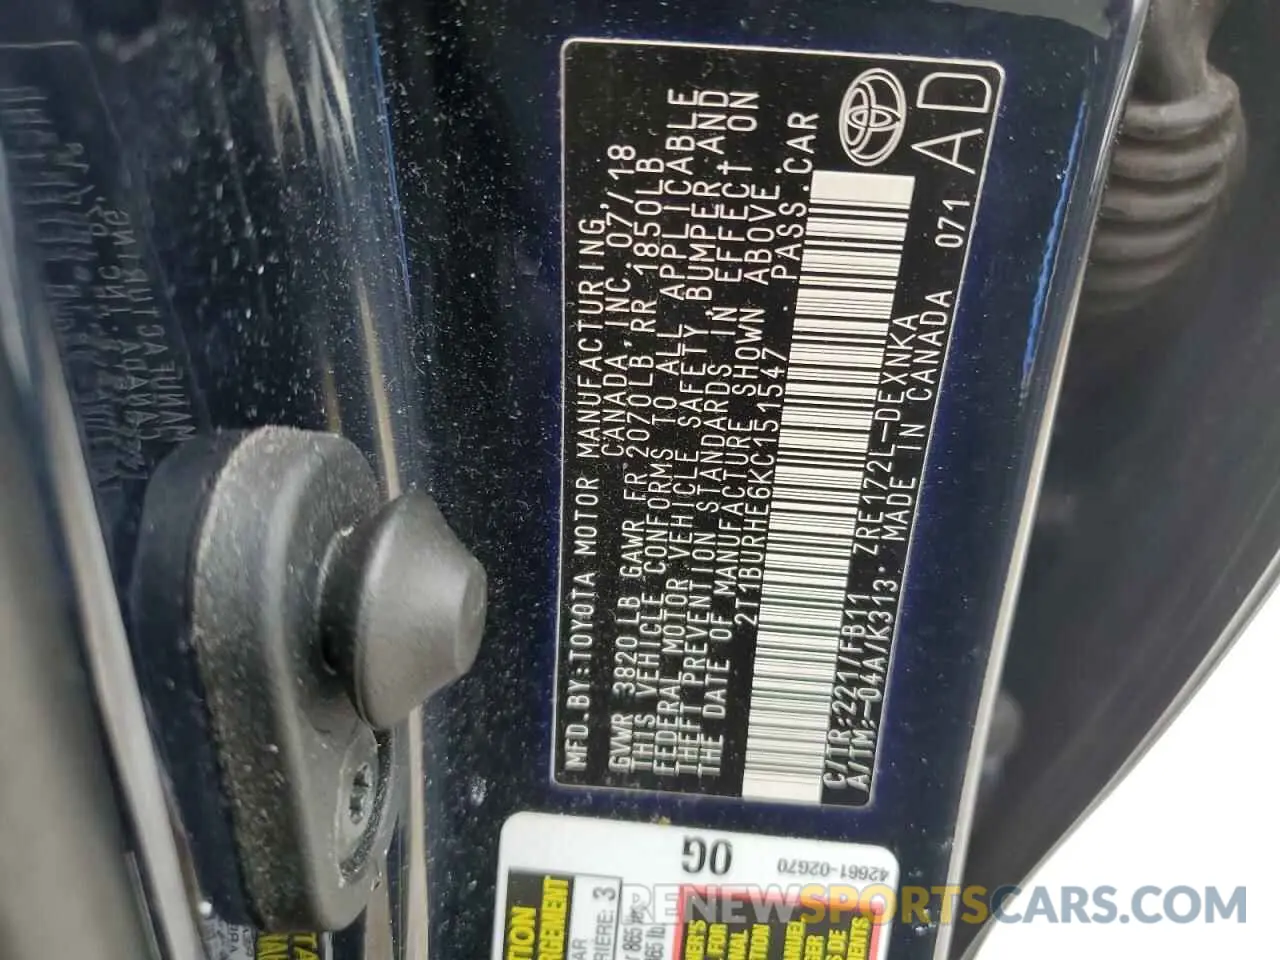 MFD.BY:TOYOTA MOTOR MANUFACTURING
CANADA, INC. 07/18
GVWR 3820 LB GAWR FR 2070LB, RR 1850LB
THIS VEHICLE CONFORMS TO ALL APPLICABLE
FEDERAL MOTOR VEHICLE SAFETY, BUMPER AND
THEFT PREVENTION STANDARDS IN EFFECT ON
THE DATE OF MANUFACTURE SHOWN ABOVE.
2T1BURHE6KC151547 PASS.CAR
C/TR:221/FB11 ZRE172L-DEXNKA
A/TM:-04A/K313 MADE IN CANADA 071
AD
0G
42661-02G70
3
RENEWSPORTSCARS.COM